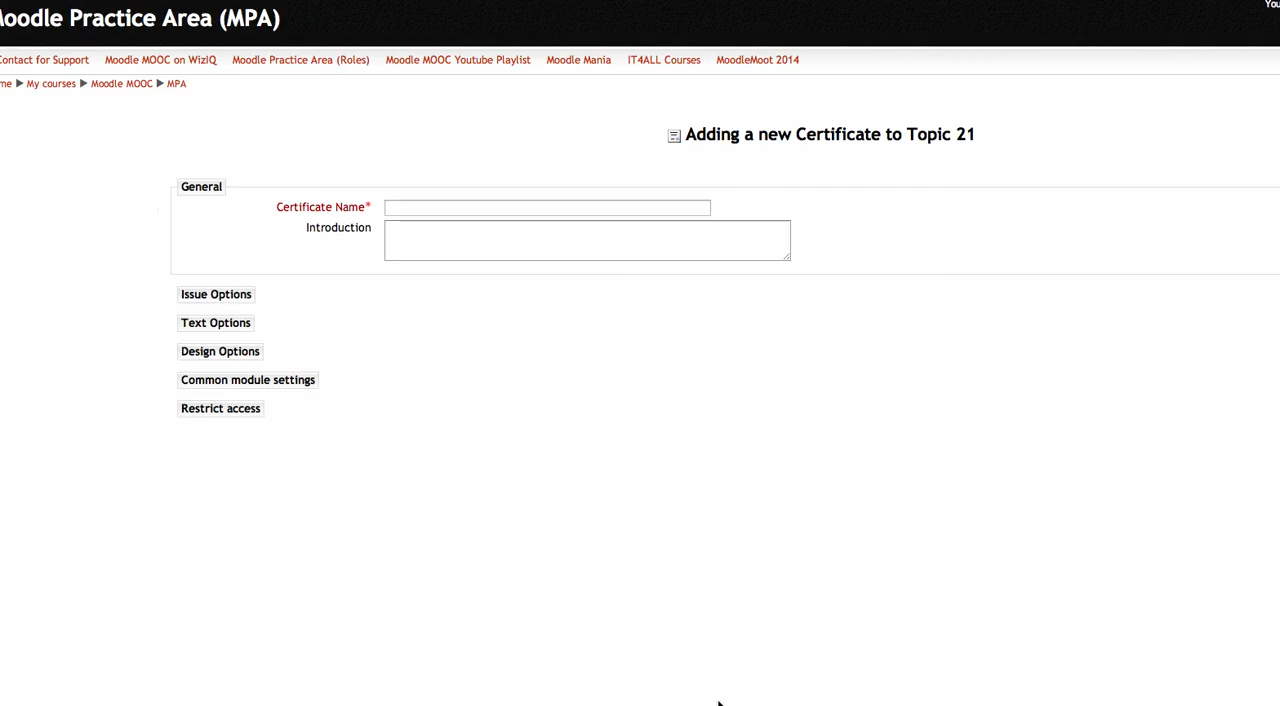 oodle Practice Area (MPA)
ontact for Support Moodle MOOC on WizIQ Moodle Practice Area (Roles) Moodle MOOC Youtube Playlist Moodle Mania IT4ALL Courses MoodleMoot 2014
me ► My courses ► Moodle MOOC ► MPA
Adding a new Certificate to Topic 21
General
Certificate Name*
Introduction
Issue Options
Text Options
Design Options
Common module settings
Restrict access